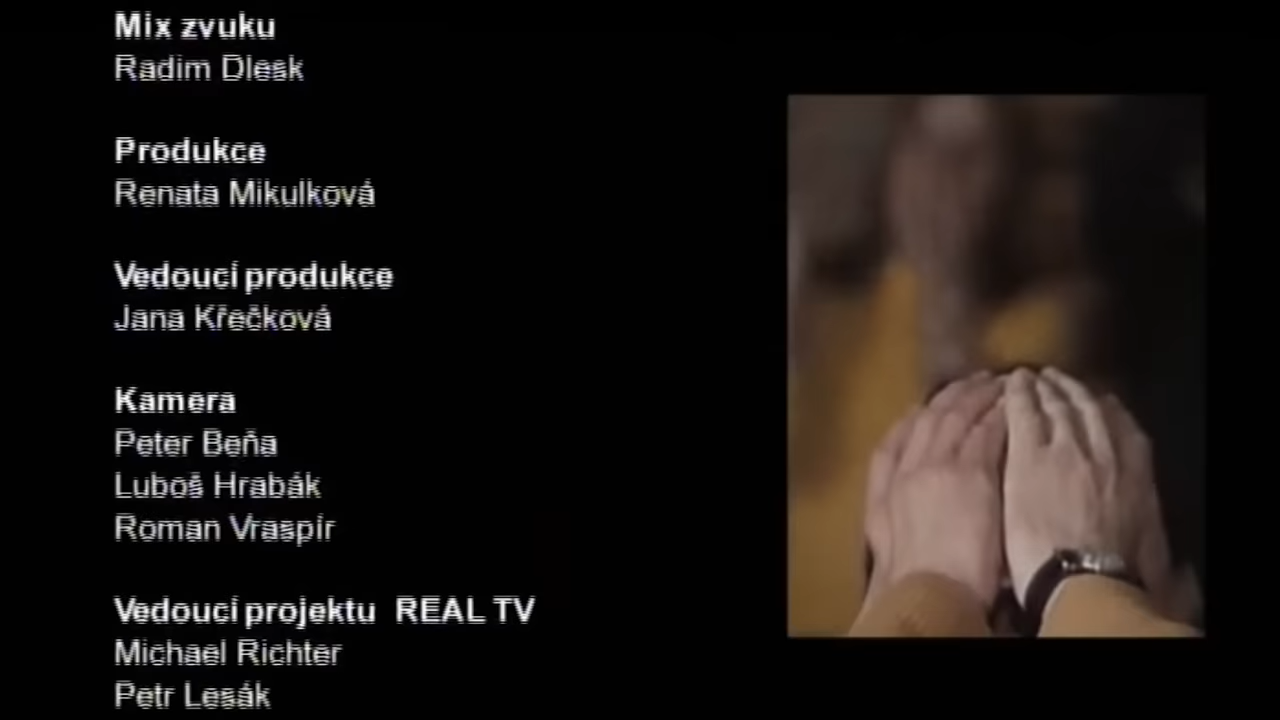 Mix zvuku
Radim Dlesk
Produkce
Renata Mikulková
Vedoucí produkce
Jana Křečková
Kamera
Peter Beňa
Luboš Hrabák
Roman Vraspír
Vedoucí projektu REAL TV
Michael Richter
Petr Lesák